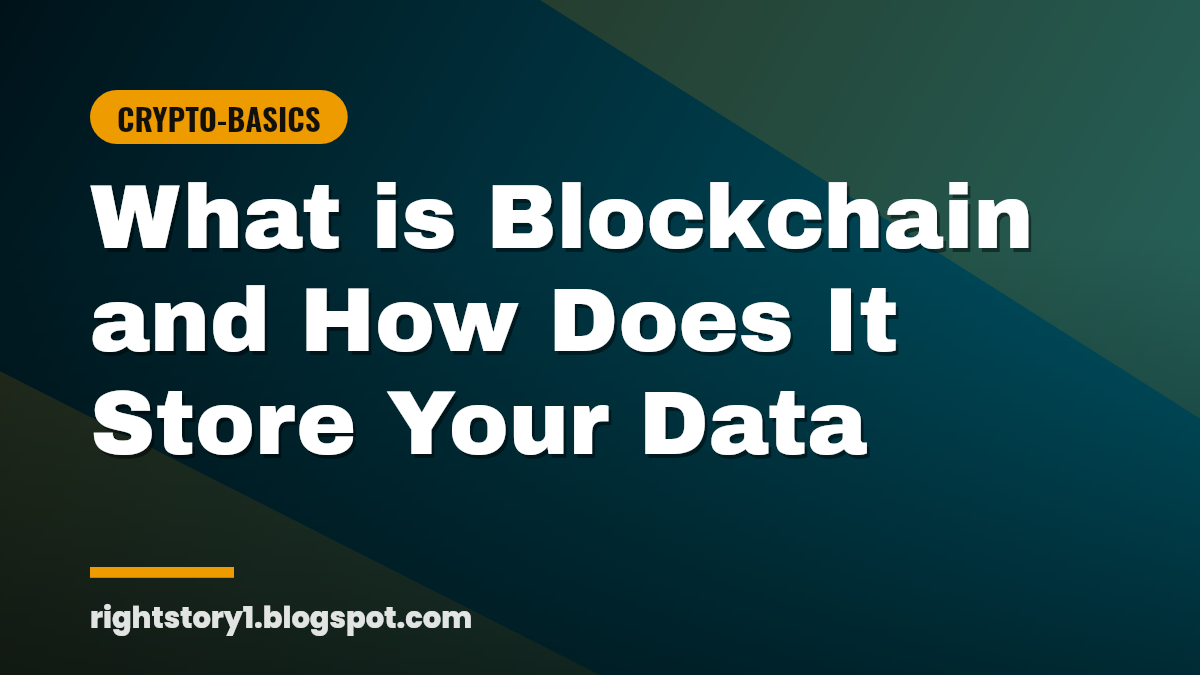 CRYPTO-BASICS
What is Blockchain
and How Does It
Store Your Data
rightstory1.blogspot.com